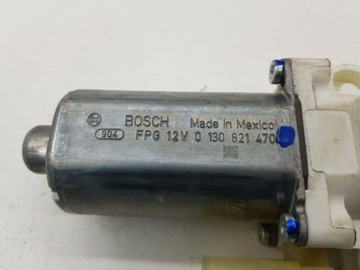 BOSCH Made in Mexico
904 FPG 12V 0 130 821 470